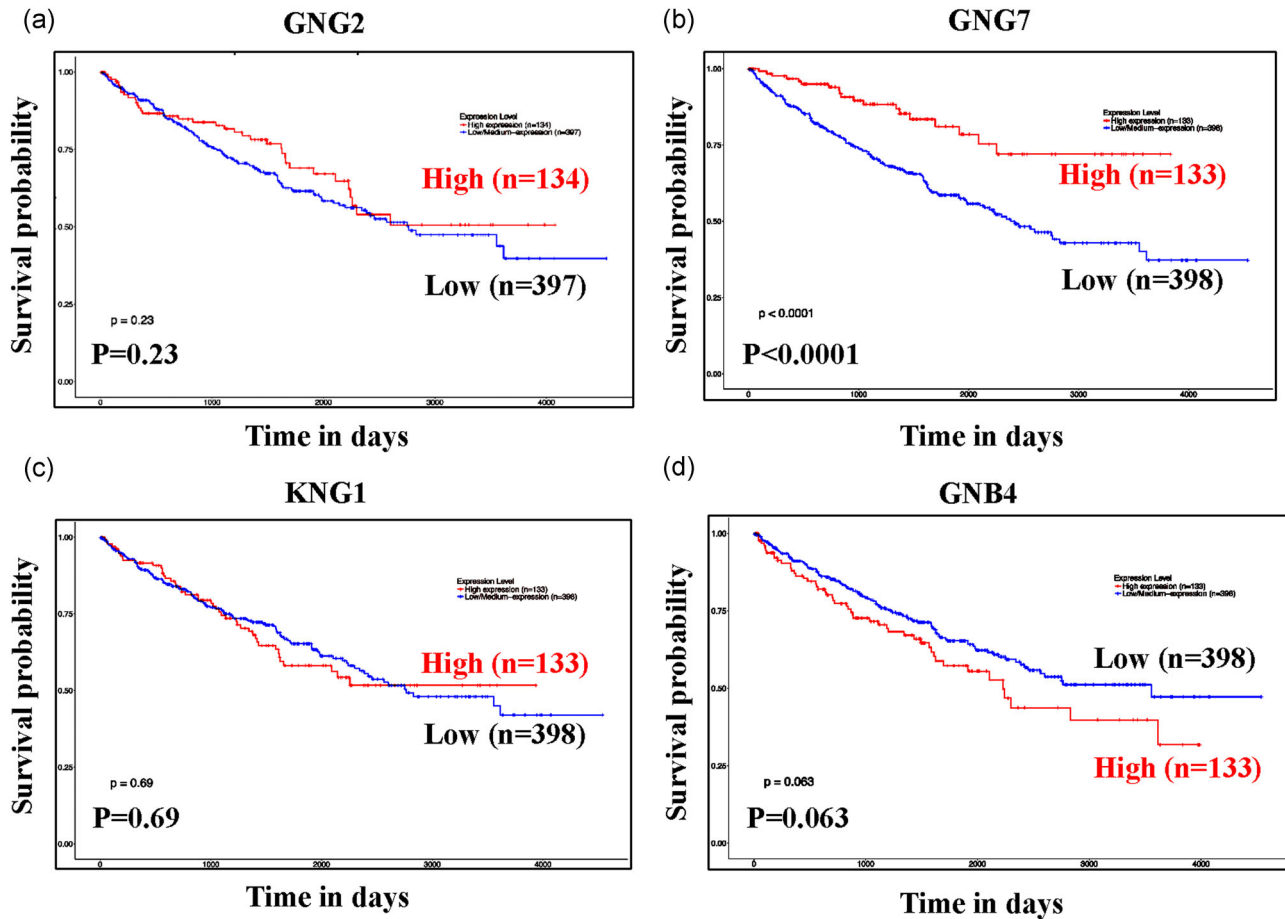 (a)
GNG2
Survival probability
1.00
0.75
0.50
0.25
0.00
Expression Level
High expression (n=134)
Low/Medium-expression (n=397)
High (n=134)
Low (n=397)
p = 0.23
P=0.23
0
1000
2000
3000
4000
Time in days
(b)
GNG7
Survival probability
1.00
0.75
0.50
0.25
0.00
Expression Level
High expression (n=133)
Low/Medium-expression (n=398)
High (n=133)
Low (n=398)
p < 0.0001
P<0.0001
0
1000
2000
3000
4000
Time in days
(c)
KNG1
Survival probability
1.00
0.75
0.50
0.25
0.00
Expression Level
High expression (n=133)
Low/Medium-expression (n=398)
High (n=133)
Low (n=398)
p = 0.69
P=0.69
0
1000
2000
3000
4000
Time in days
(d)
GNB4
Survival probability
1.00
0.75
0.50
0.25
0.00
Expression Level
High expression (n=133)
Low/Medium-expression (n=398)
Low (n=398)
High (n=133)
p = 0.063
P=0.063
0
1000
2000
3000
4000
Time in days